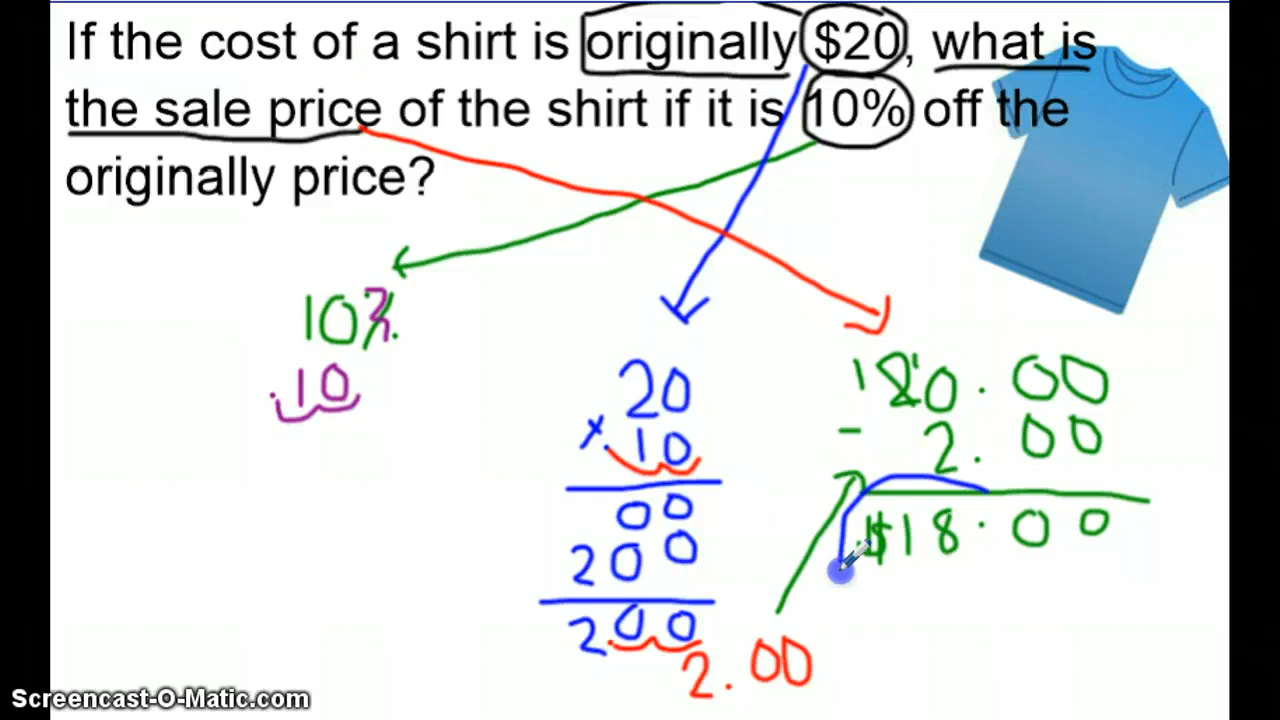 If the cost of a shirt is originally $20, what is
the sale price of the shirt if it is 10% off the
originally price?
10%
.10
20
x .10
00
200
2.00
2.00
20.00
- 2.00
$18.00
Screencast-O-Matic.com